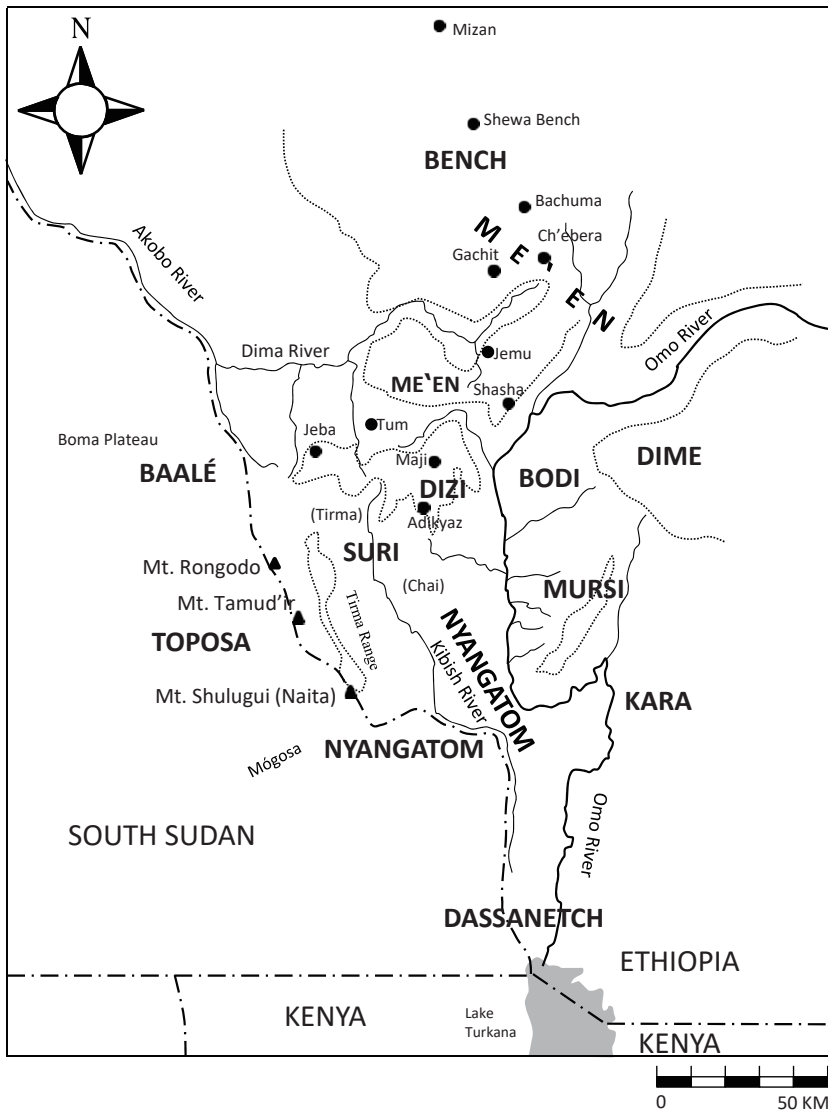 N
Mizan
Shewa Bench
BENCH
Bachuma
ME`EN
Ch'ebera
Gachit
Akobo River
Omo River
Dima River
Jemu
ME`EN
Shasha
Jeba
Tum
Boma Plateau
BAALÉ
Maji
DIZI
BODI
DIME
Adikyaz
(Tirma)
SURI
Mt. Rongodo
(Chai)
MURSI
Mt. Tamud'ir
Tirma Range
TOPOSA
NYANGATOM
Kibish River
Mt. Shulugui (Naita)
KARA
NYANGATOM
Mógosa
SOUTH SUDAN
Omo River
DASSANETCH
ETHIOPIA
KENYA
Lake
Turkana
KENYA
0 50 KM